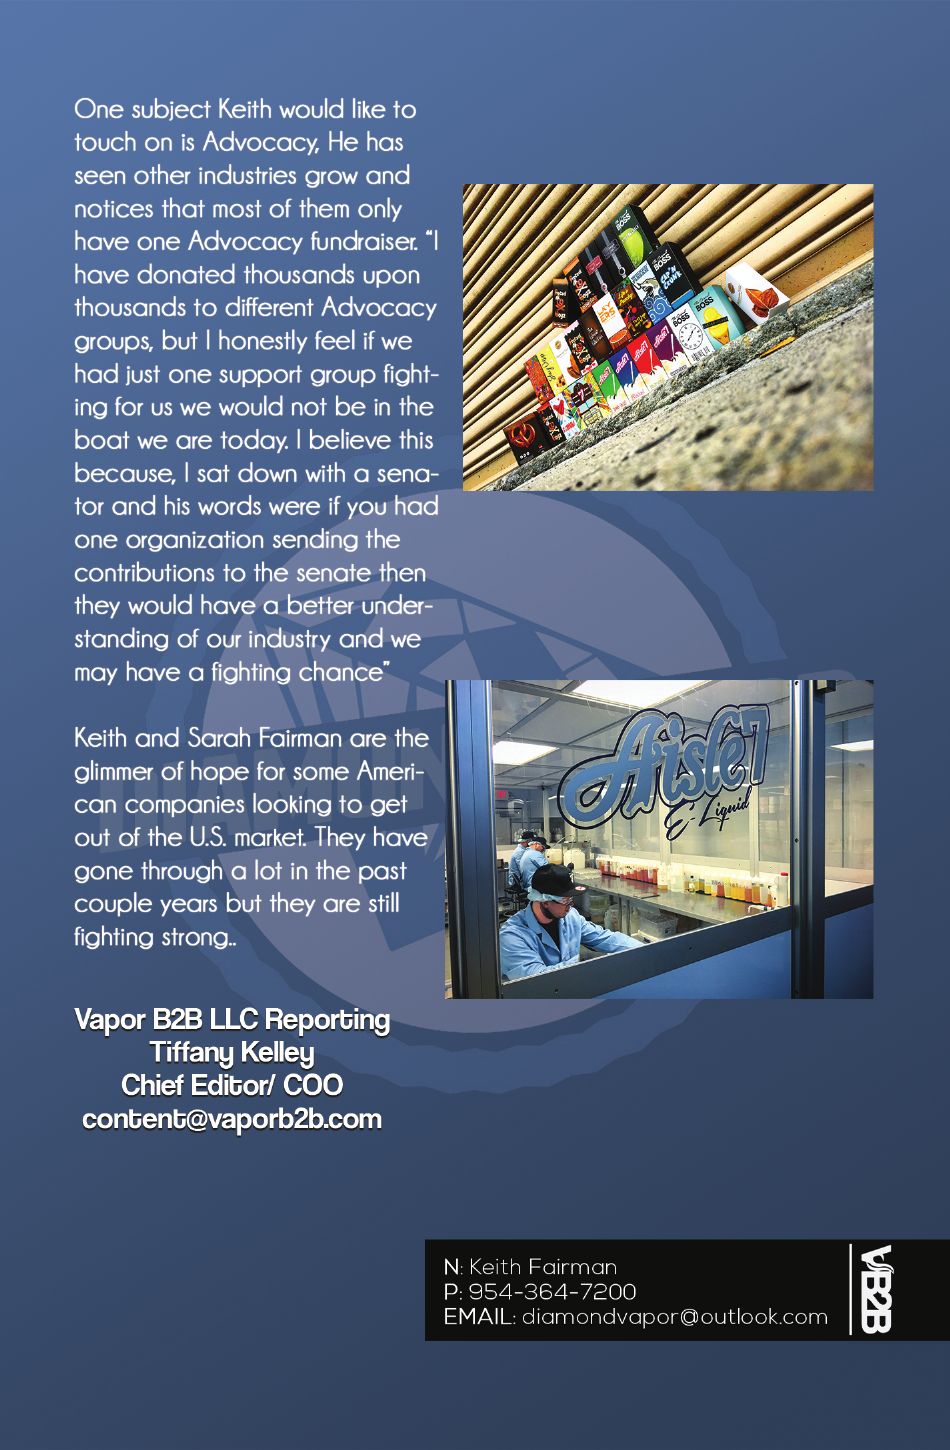 One subject Keith would like to
touch on is Advocacy, He has
seen other industries grow and
notices that most of them only
have one Advocacy fundraiser. “I
have donated thousands upon
thousands to different Advocacy
groups, but I honestly feel if we
had just one support group fight-
ing for us we would not be in the
boat we are today. I believe this
because, I sat down with a sena-
tor and his words were if you had
one organization sending the
contributions to the senate then
they would have a better under-
standing of our industry and we
may have a fighting chance”
Keith and Sarah Fairman are the
glimmer of hope for some Ameri-
can companies looking to get
out of the U.S. market. They have
gone through a lot in the past
couple years but they are still
fighting strong..
Vapor B2B LLC Reporting
Tiffany Kelley
Chief Editor/ COO
content@vaporb2b.com
BOSS
BOSS
BOSS
BOSS
Aisle7
E-Liquid
DIAMOND
N: Keith Fairman
P: 954-364-7200
EMAIL: diamondvapor@outlook.com
VB2B